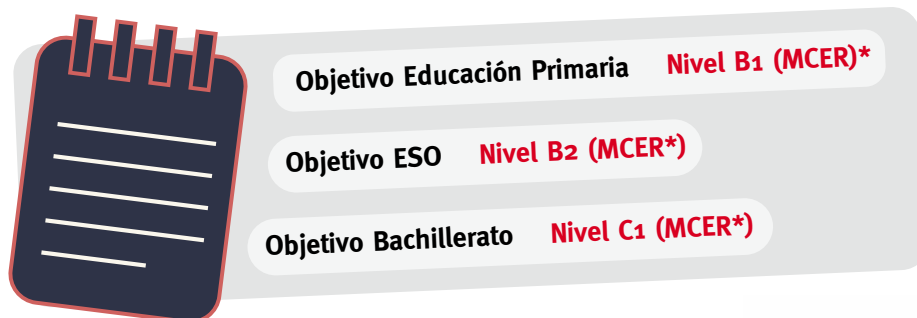 Objetivo Educación Primaria Nivel B1 (MCER)*
Objetivo ESO Nivel B2 (MCER*)
Objetivo Bachillerato Nivel C1 (MCER*)